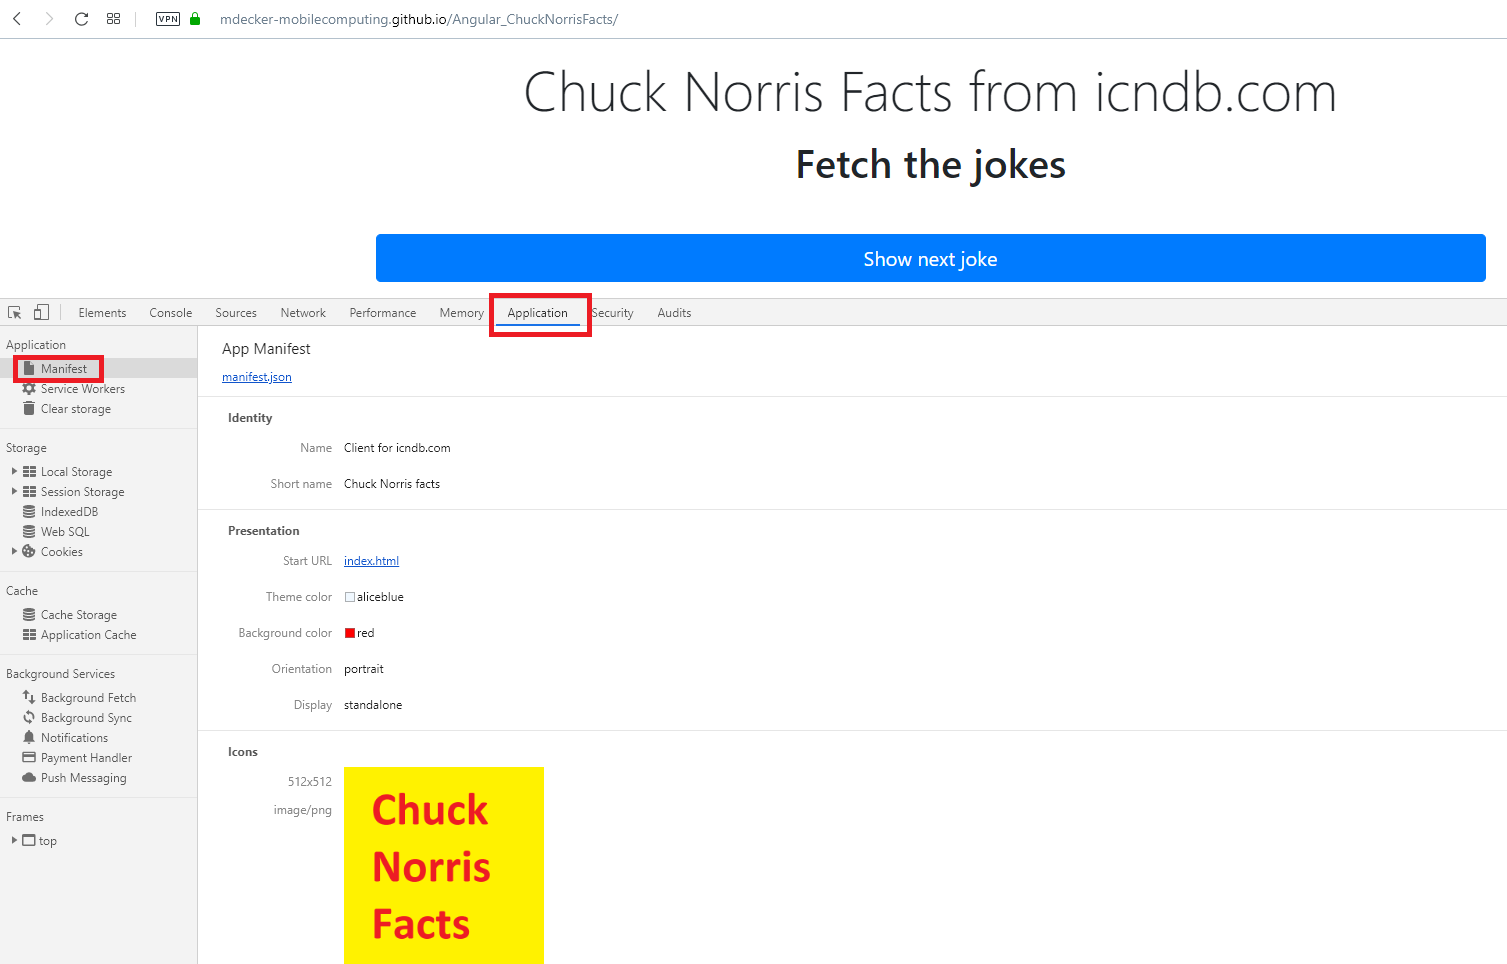 VPN mdecker-mobilecomputing.github.io/Angular_ChuckNorrisFacts/
Chuck Norris Facts from icndb.com
Fetch the jokes
Show next joke
Elements Console Sources Network Performance Memory Application Security Audits
Application
Manifest
Service Workers
Clear storage
Storage
Local Storage
Session Storage
IndexedDB
Web SQL
Cookies
Cache
Cache Storage
Application Cache
Background Services
Background Fetch
Background Sync
Notifications
Payment Handler
Push Messaging
Frames
top
App Manifest
manifest.json
Identity
Name Client for icndb.com
Short name Chuck Norris facts
Presentation
Start URL index.html
Theme color aliceblue
Background color red
Orientation portrait
Display standalone
Icons
512x512
image/png
Chuck
Norris
Facts